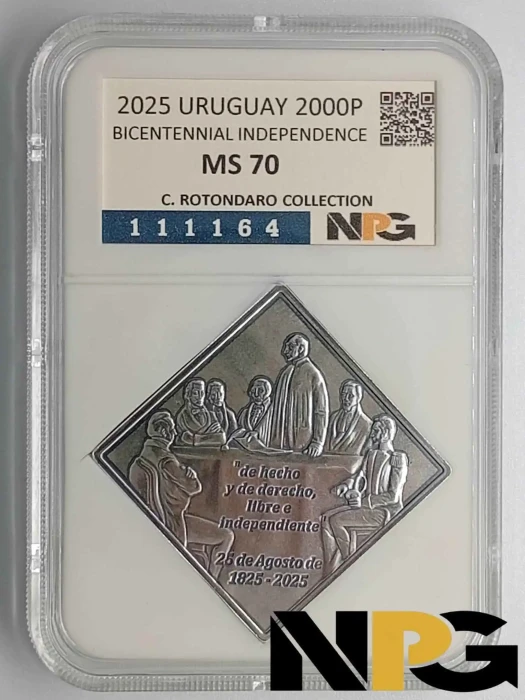 2025 URUGUAY 2000P
BICENTENNIAL INDEPENDENCE
MS 70
C. ROTONDARO COLLECTION
111164 NPG
"de hecho
y de derecho,
libre e
Independiente"
25 de Agosto de
1825 - 2025
NPG